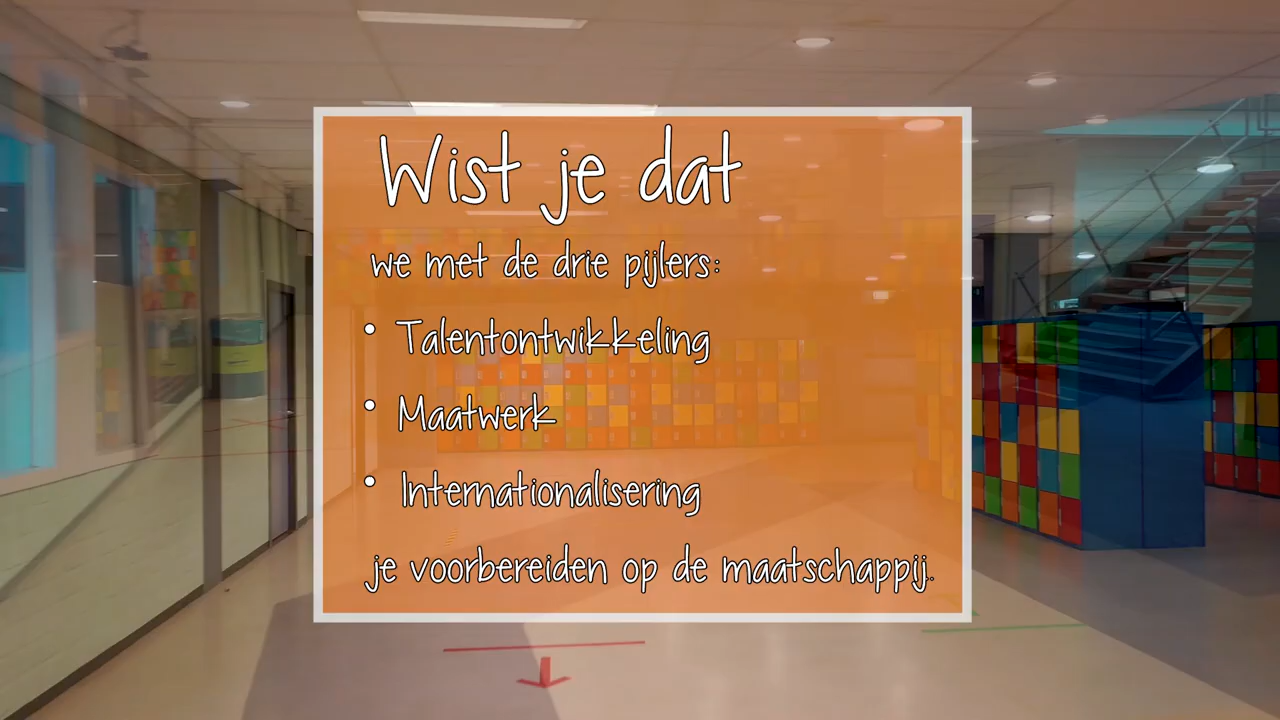 Wist je dat
we met de drie pijlers:
• Talentontwikkeling
• Maatwerk
• Internationalisering
je voorbereiden op de maatschappij.